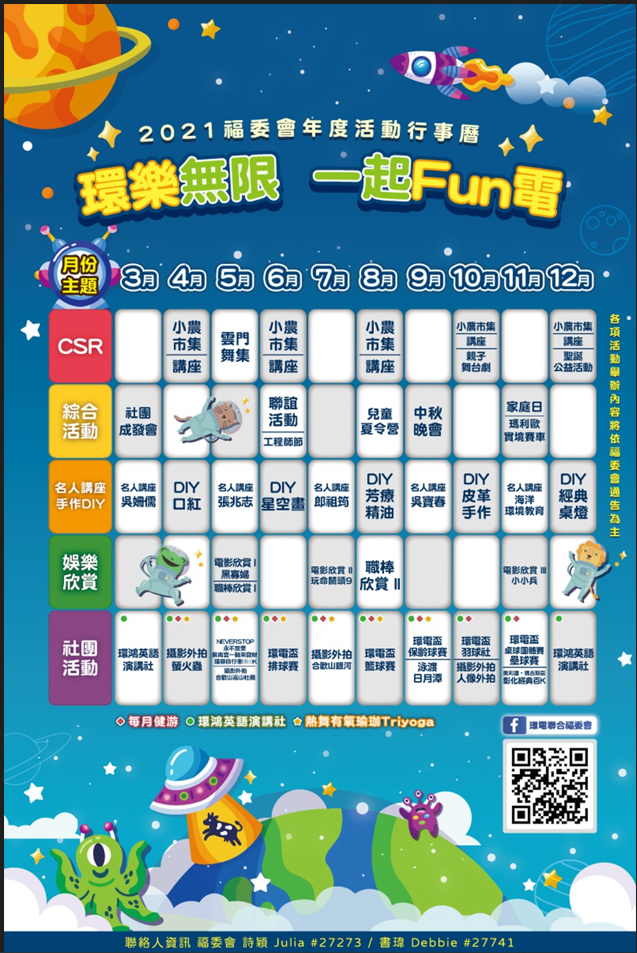 2021福委會年度活動行事曆
環樂無限 一起Fun電
月份
主題
3月 4月 5月 6月 7月 8月 9月 10月 11月 12月
CSR
小農
市集
講座
雲門
舞集
小農
市集
講座
小農
市集
講座
小農市集
講座
親子
舞台劇
小農市集
講座
聖誕
公益活動
綜合
活動
社團
成發會
聯誼
活動
工程師節
兒童
夏令營
中秋
晚會
家庭日
瑪利歐
實境賽車
名人講座
手作DIY
名人講座
吳姍儒
DIY
口紅
名人講座
張兆志
DIY
星空畫
名人講座
郎祖筠
DIY
芳療
精油
名人講座
吳寶春
DIY
皮革
手作
名人講座
海洋
環境教育
DIY
經典
桌燈
娛樂
欣賞
電影欣賞 I
黑寡婦
職棒欣賞 I
電影欣賞 II
玩命關頭9
職棒
欣賞 II
電影欣賞 III
小小兵
社團
活動
環鴻英語
演講社
攝影外拍
螢火蟲
NEVERSTOP
永不放棄
攝影外拍
合歡山高山杜鵑
環電盃
排球賽
攝影外拍
合歡山銀河
環電盃
籃球賽
環電盃
保齡球賽
泳渡
日月潭
環電盃
羽球社
攝影外拍
人像外拍
環電盃
桌球團體賽
壘球賽
彰化經典百K
環鴻英語
演講社
每月健游 環鴻英語演講社 熱舞有氧瑜珈Triyoga
各項活動舉辦內容將依福委會通告為主
環電聯合福委會
聯絡人資訊 福委會 詩穎 Julia #27273 / 書瑋 Debbie #27741